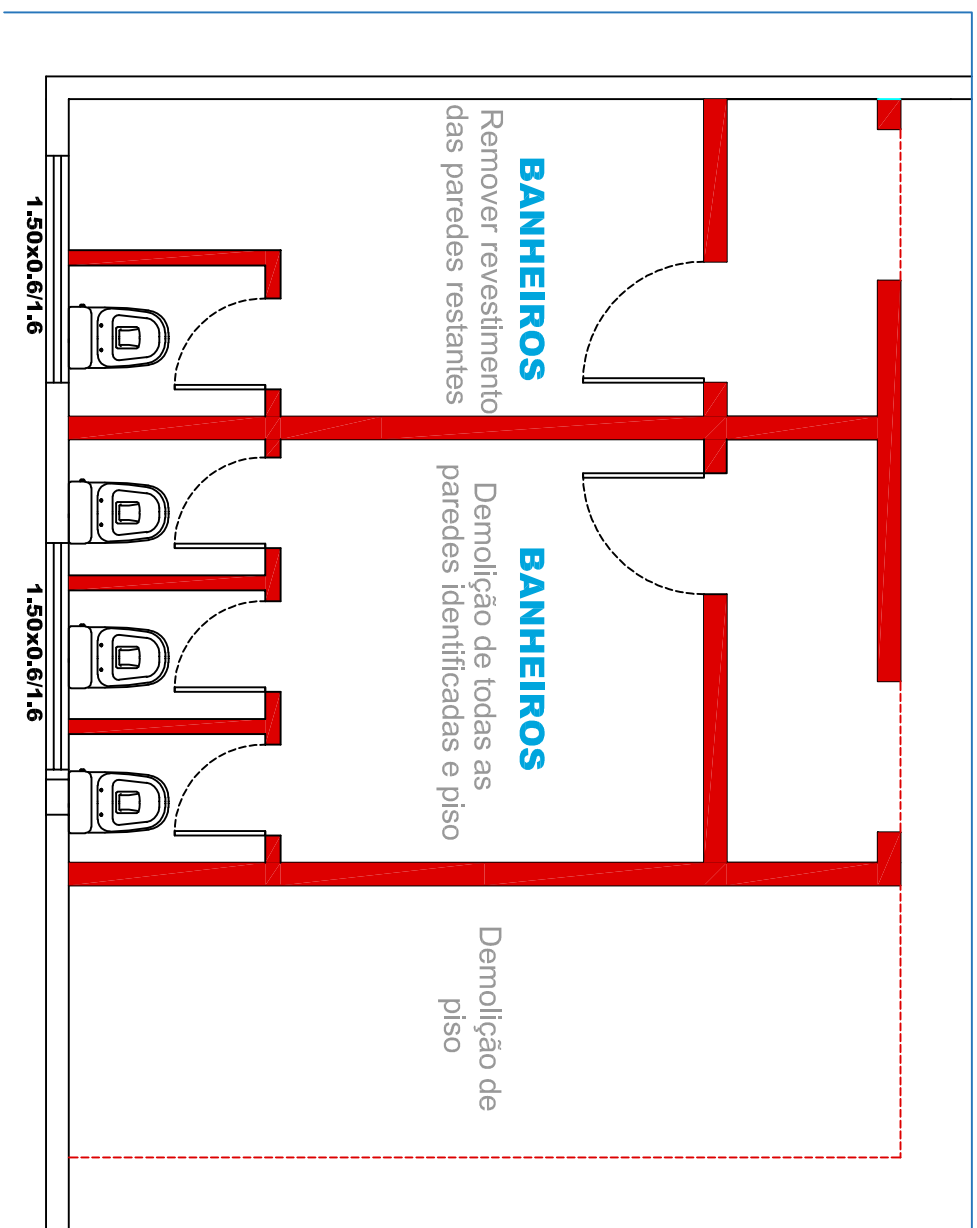 BANHEIROS
Remover revestimento
das paredes restantes
BANHEIROS
Demolição de todas as
paredes identificadas e piso
Demolição de
piso
1.50x0.6/1.6
1.50x0.6/1.6